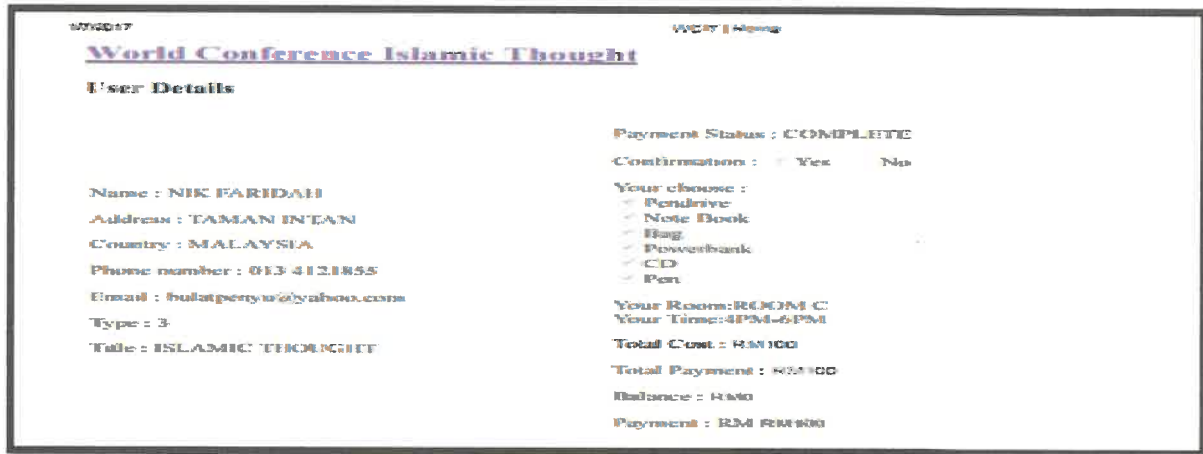 World Conference Islamic Thought
User Details
Name : NIK FARIDAH
Address : TAMAN INTAN
Country : MALAYSIA
Phone number : 013 4121855
Email : bulatpenyu@yahoo.com
Type : 3
Title : ISLAMIC THOUGHT
Payment Status : COMPLETE
Confirmation : Yes No
Your choose :
Pendrive
Note Book
Bag
Powerbank
CD
Pen
Your Room:ROOM C
Your Time:4PM-6PM
Total Cost :
Total Payment :
Balance : RM0
Payment : RM